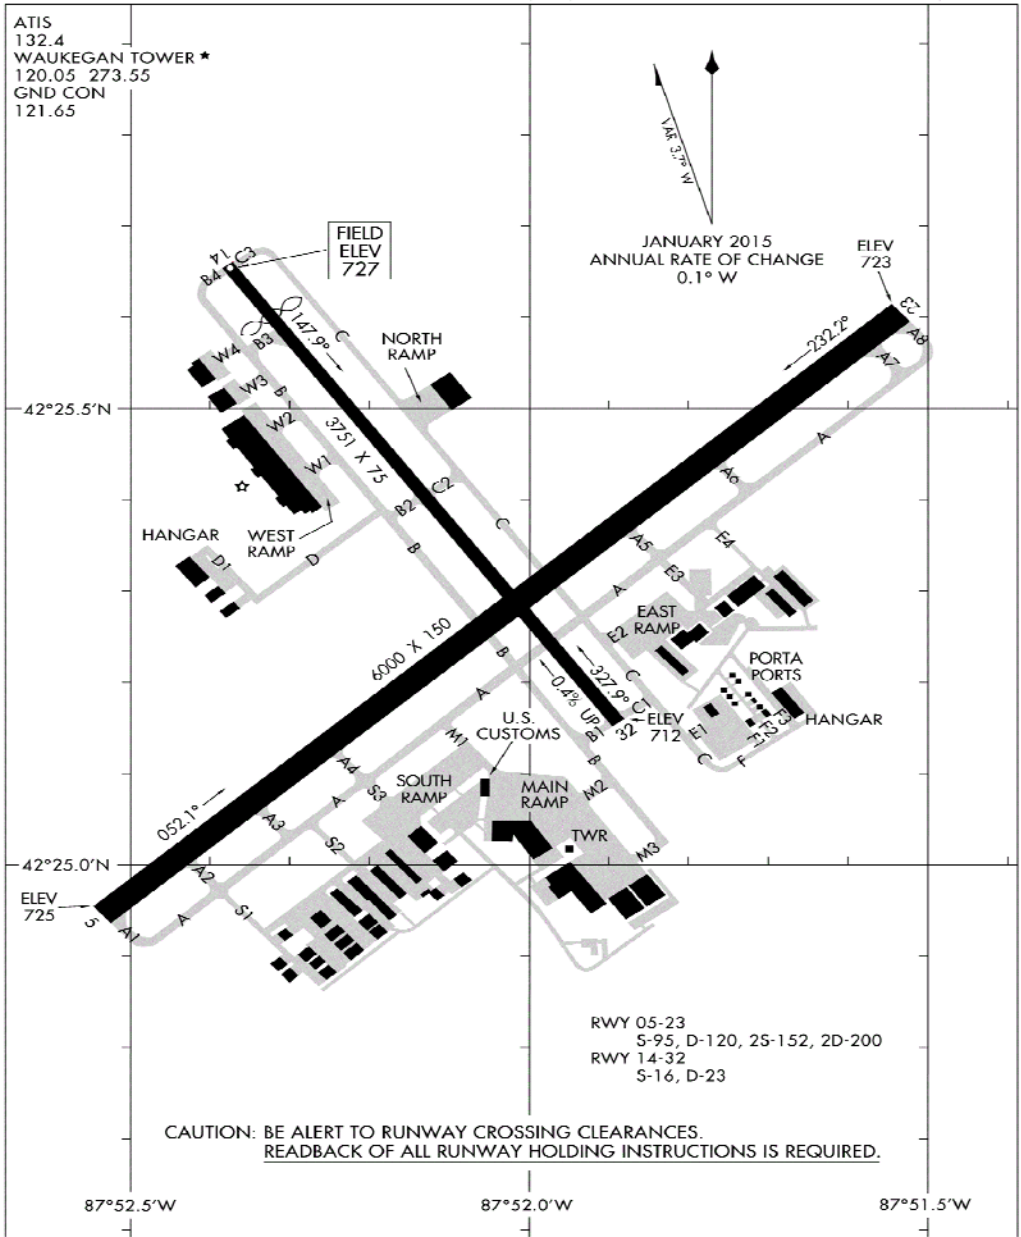 ATIS
132.4
WAUKEGAN TOWER ★
120.05 273.55
GND CON
121.65
VAR 3.7° W
JANUARY 2015
ANNUAL RATE OF CHANGE
0.1° W
FIELD
ELEV
727
ELEV
723
14
C3
B4
23
A8
A7
147.9°
C
232.2°
NORTH
RAMP
W4
B3
W3
B
W2
W1
3751 X 75
42°25.5'N
A
A6
C2
B2
C
HANGAR
WEST
RAMP
D1
D
B
A5
E4
E3
A
EAST
RAMP
E2
6000 X 150
B
C
327.9°
0.4% UP
A
PORTA
PORTS
C1
32
ELEV
712
B1
E1
F3
F2
F1
HANGAR
C
F
U.S.
CUSTOMS
M1
B
A4
S3
SOUTH
RAMP
MAIN
RAMP
M2
A
052.1°
A3
S2
TWR
M3
42°25.0'N
A2
ELEV
725
5
A1
A
S1
RWY 05-23
S-95, D-120, 2S-152, 2D-200
RWY 14-32
S-16, D-23
CAUTION: BE ALERT TO RUNWAY CROSSING CLEARANCES.
READBACK OF ALL RUNWAY HOLDING INSTRUCTIONS IS REQUIRED.
87°52.5'W
87°52.0'W
87°51.5'W